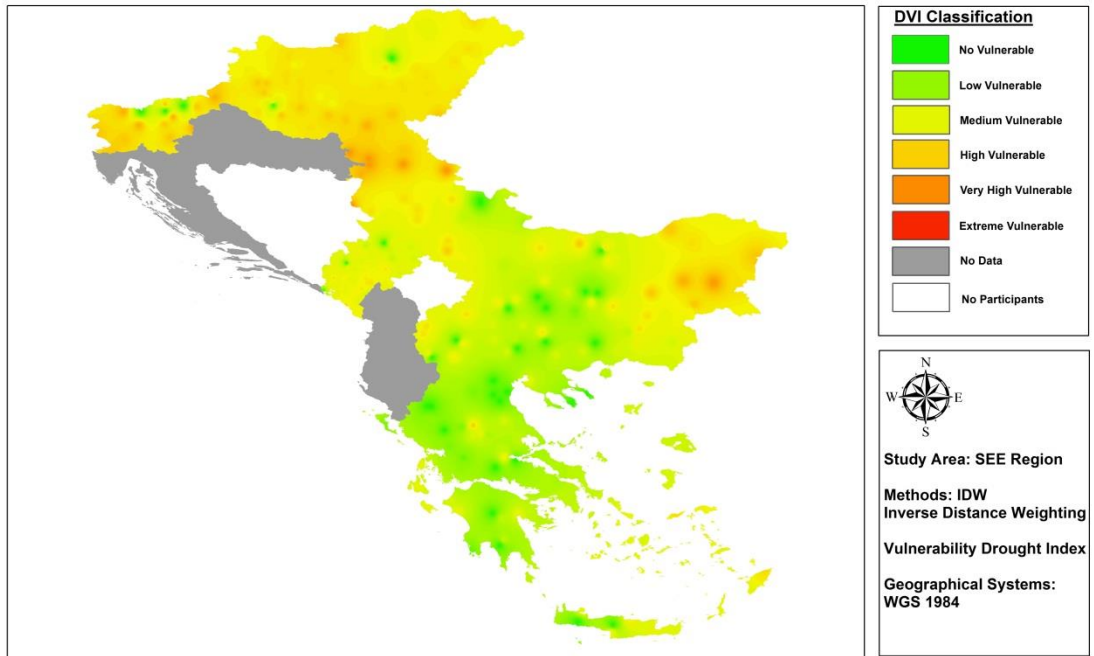 DVI Classification
No Vulnerable
Low Vulnerable
Medium Vulnerable
High Vulnerable
Very High Vulnerable
Extreme Vulnerable
No Data
No Participants
N
W E
S
Study Area: SEE Region
Methods: IDW
Inverse Distance Weighting
Vulnerability Drought Index
Geographical Systems:
WGS 1984